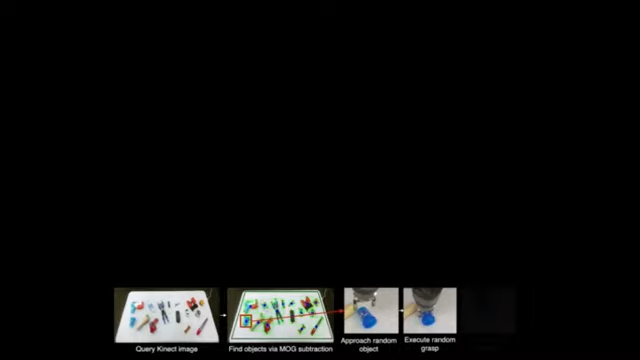 Query Kinect image
Find objects via MOG subtraction
Approach random
object
Execute random
grasp